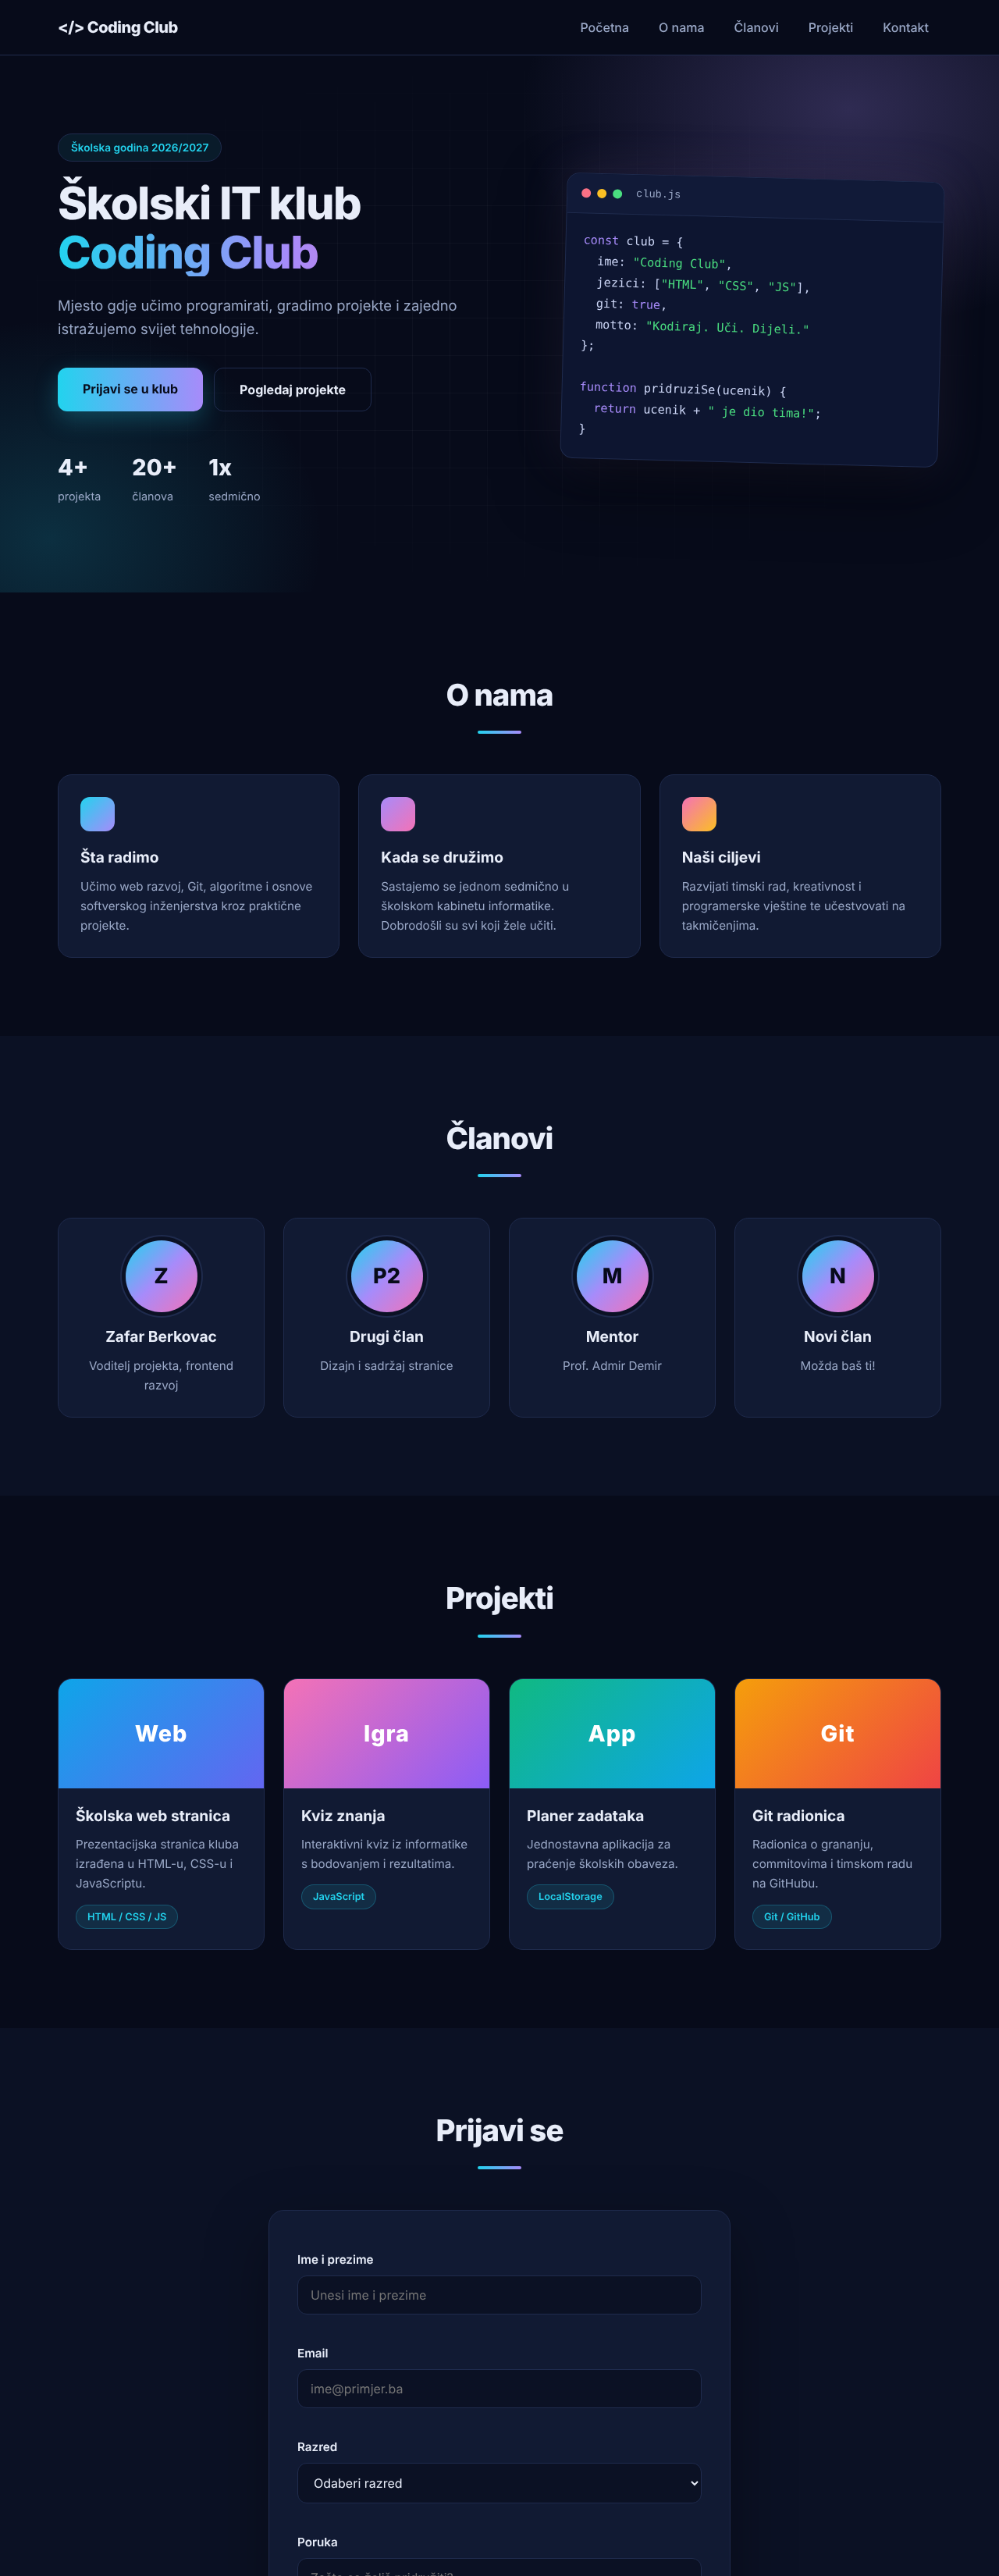 </> Coding Club
Početna O nama Članovi Projekti Kontakt
Školska godina 2026/2027
Školski IT klub
Coding Club
Mjesto gdje učimo programirati, gradimo projekte i zajedno
istražujemo svijet tehnologije.
Prijavi se u klub Pogledaj projekte
4+ 20+ 1x
projekta članova sedmično
club.js
const club = {
ime: "Coding Club",
jezici: ["HTML", "CSS", "JS"],
git: true,
motto: "Kodiraj. Uči. Dijeli."
};
function pridruziSe(ucenik) {
return ucenik + " je dio tima!";
}
O nama
Šta radimo
Učimo web razvoj, Git, algoritme i osnove
softverskog inženjerstva kroz praktične
projekte.
Kada se družimo
Sastajemo se jednom sedmično u
školskom kabinetu informatike.
Dobrodošli su svi koji žele učiti.
Naši ciljevi
Razvijati timski rad, kreativnost i
programerske vještine te učestvovati na
takmičenjima.
Članovi
Z
Zafar Berkovac
Voditelj projekta, frontend
razvoj
P2
Drugi član
Dizajn i sadržaj stranice
M
Mentor
Prof. Admir Demir
N
Novi član
Možda baš ti!
Projekti
Web
Školska web stranica
Prezentacijska stranica kluba
izrađena u HTML-u, CSS-u i
JavaScriptu.
HTML / CSS / JS
Igra
Kviz znanja
Interaktivni kviz iz informatike
s bodovanjem i rezultatima.
JavaScript
App
Planer zadataka
Jednostavna aplikacija za
praćenje školskih obaveza.
LocalStorage
Git
Git radionica
Radionica o grananju,
commitovima i timskom radu
na GitHubu.
Git / GitHub
Prijavi se
Ime i prezime
Unesi ime i prezime
Email
ime@primjer.ba
Razred
Odaberi razred
Poruka